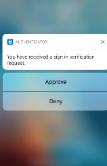 AUTHENTICATOR
You have received a sign in verification
request.
Approve
Deny